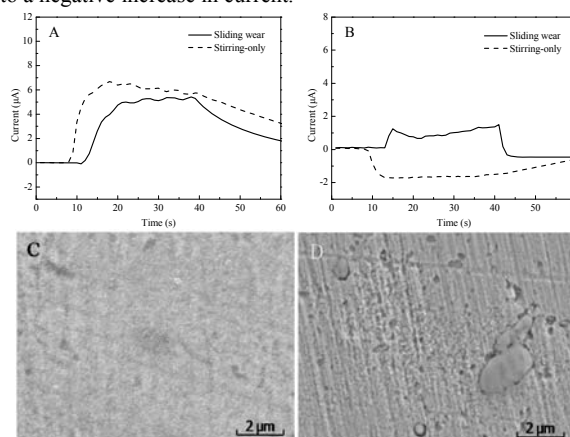 to a negative increase in current.
A
Sliding wear
Stirring-only
12
10
8
6
4
2
0
-2
Current (μA)
0 10 20 30 40 50 60
Time (s)
B
Sliding wear
Stirring-only
8
6
4
2
0
-2
Current (μA)
0 10 20 30 40 50
Time (s)
C
2 μm
D
2 μm